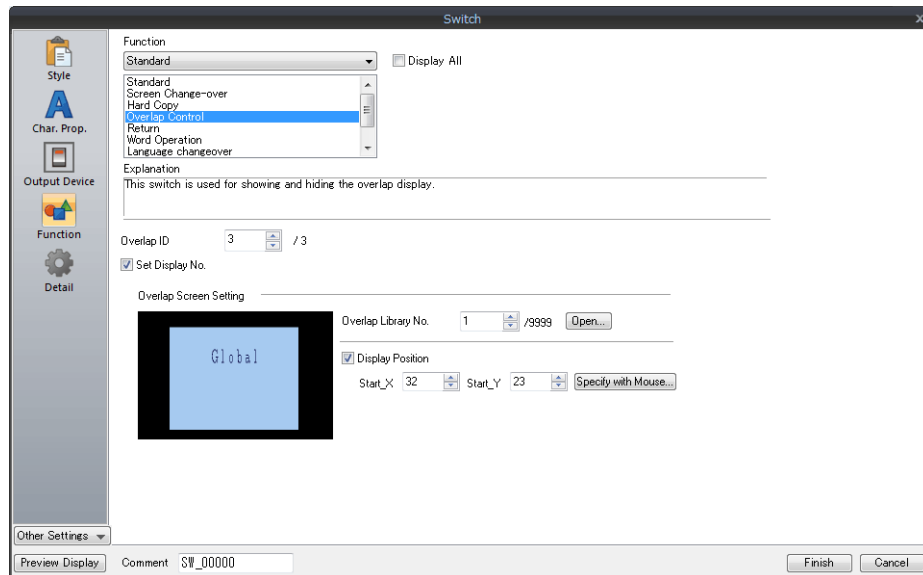 Switch
x
Style
Char. Prop.
Output Device
Function
Detail
Other Settings
Preview Display
Function
Standard
Display All
Standard
Screen Change-over
Hard Copy
Overlap Control
Return
Word Operation
Language changeover
Explanation
This switch is used for showing and hiding the overlap display.
Overlap ID 3 / 3
Set Display No.
Overlap Screen Setting
Global
Overlap Library No. 1 /9999 Open...
Display Position
Start_X 32 Start_Y 23 Specify with Mouse...
Comment SW_00000
Finish Cancel